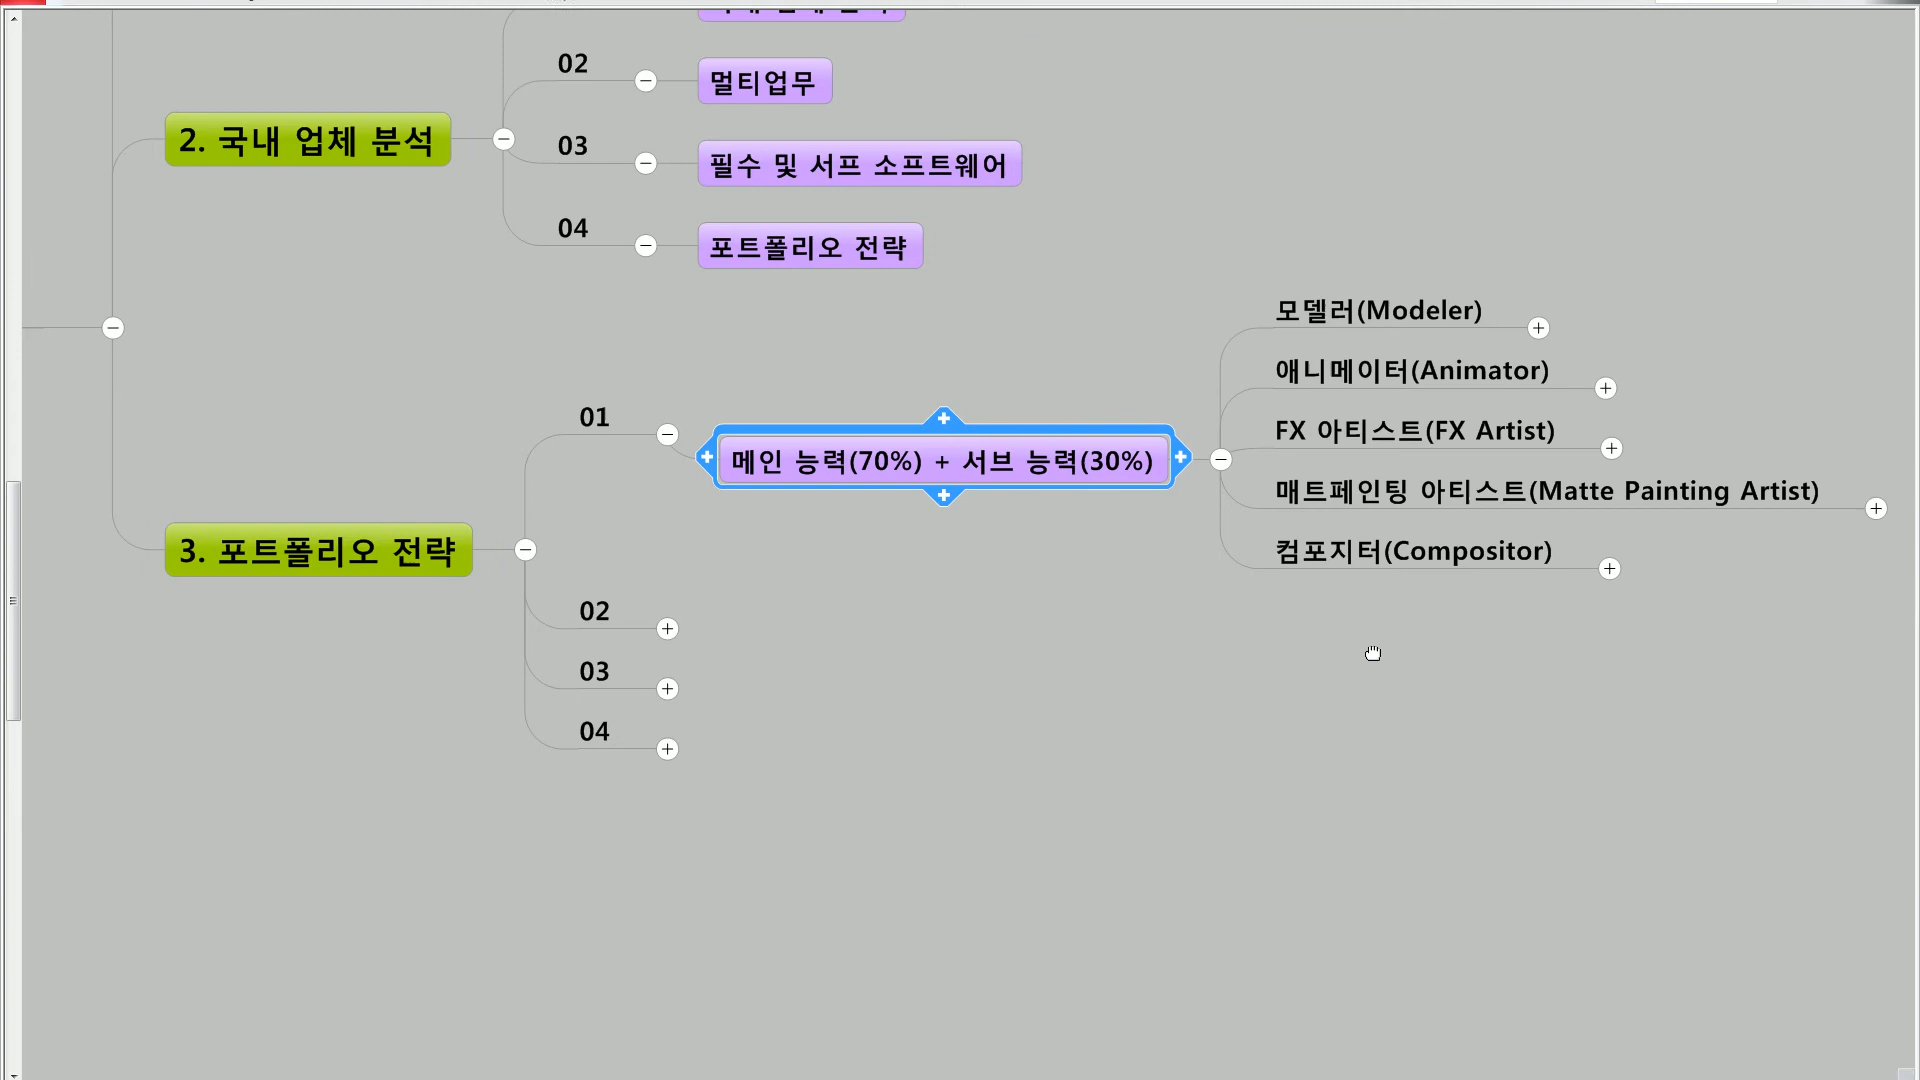 02
멀티업무
2. 국내 업체 분석
03
필수 및 서프 소프트웨어
04
포트폴리오 전략
모델러(Modeler)
애니메이터(Animator)
01
메인 능력(70%) + 서브 능력(30%)
FX 아티스트(FX Artist)
매트페인팅 아티스트(Matte Painting Artist)
3. 포트폴리오 전략
컴포지터(Compositor)
02
03
04